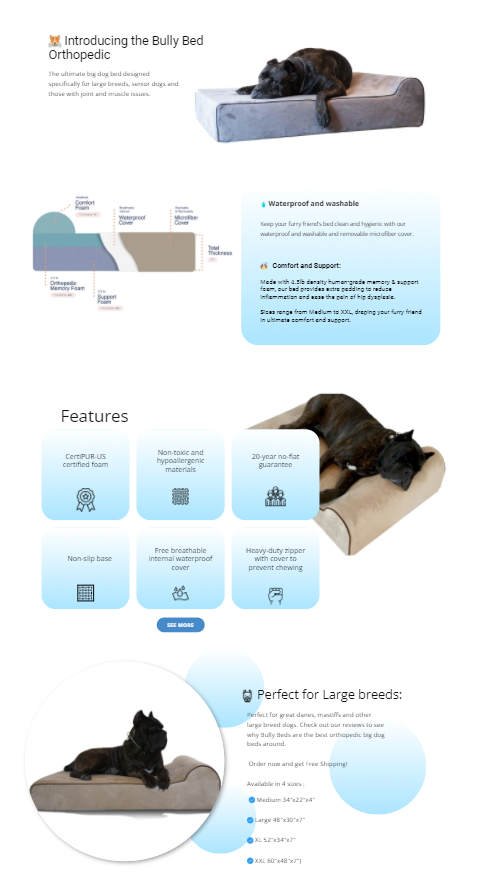 Introducing the Bully Bed
Orthopedic
The ultimate big dog bed designed
specifically for large breeds, senior dogs and
those with joint and muscle issues.
Comfort
Foam
Waterproof
Cover
Microfiber
Cover
Total
Thickness
Orthopedic
Memory Foam
Support
Foam
Waterproof and washable
Keep your furry friend's bed clean and hygienic with our
waterproof and washable and removable microfiber cover.
Comfort and Support:
Made with 4.5lb density human-grade memory & support
foam, our bed provides extra padding to reduce
inflammation and ease the pain of hip dysplasia.
Sizes range from Medium to XXL, draping your furry friend
in ultimate comfort and support.
Features
CertiPUR-US
certified foam
Non-toxic and
hypoallergenic
materials
20-year no-flat
guarantee
Non-slip base
Free breathable
internal waterproof
cover
Heavy-duty zipper
with cover to
prevent chewing
SEE MORE
Perfect for Large breeds:
Perfect for great danes, mastiffs and other
large breed dogs. Check out our reviews to see
why Bully Beds are the best orthopedic big dog
beds around.
Order now and get Free Shipping!
Available in 4 sizes :
Medium 34"x22"x4"
Large 48"x30"x7"
XL 52"x34"x7"
XXL 60"x48"x7")